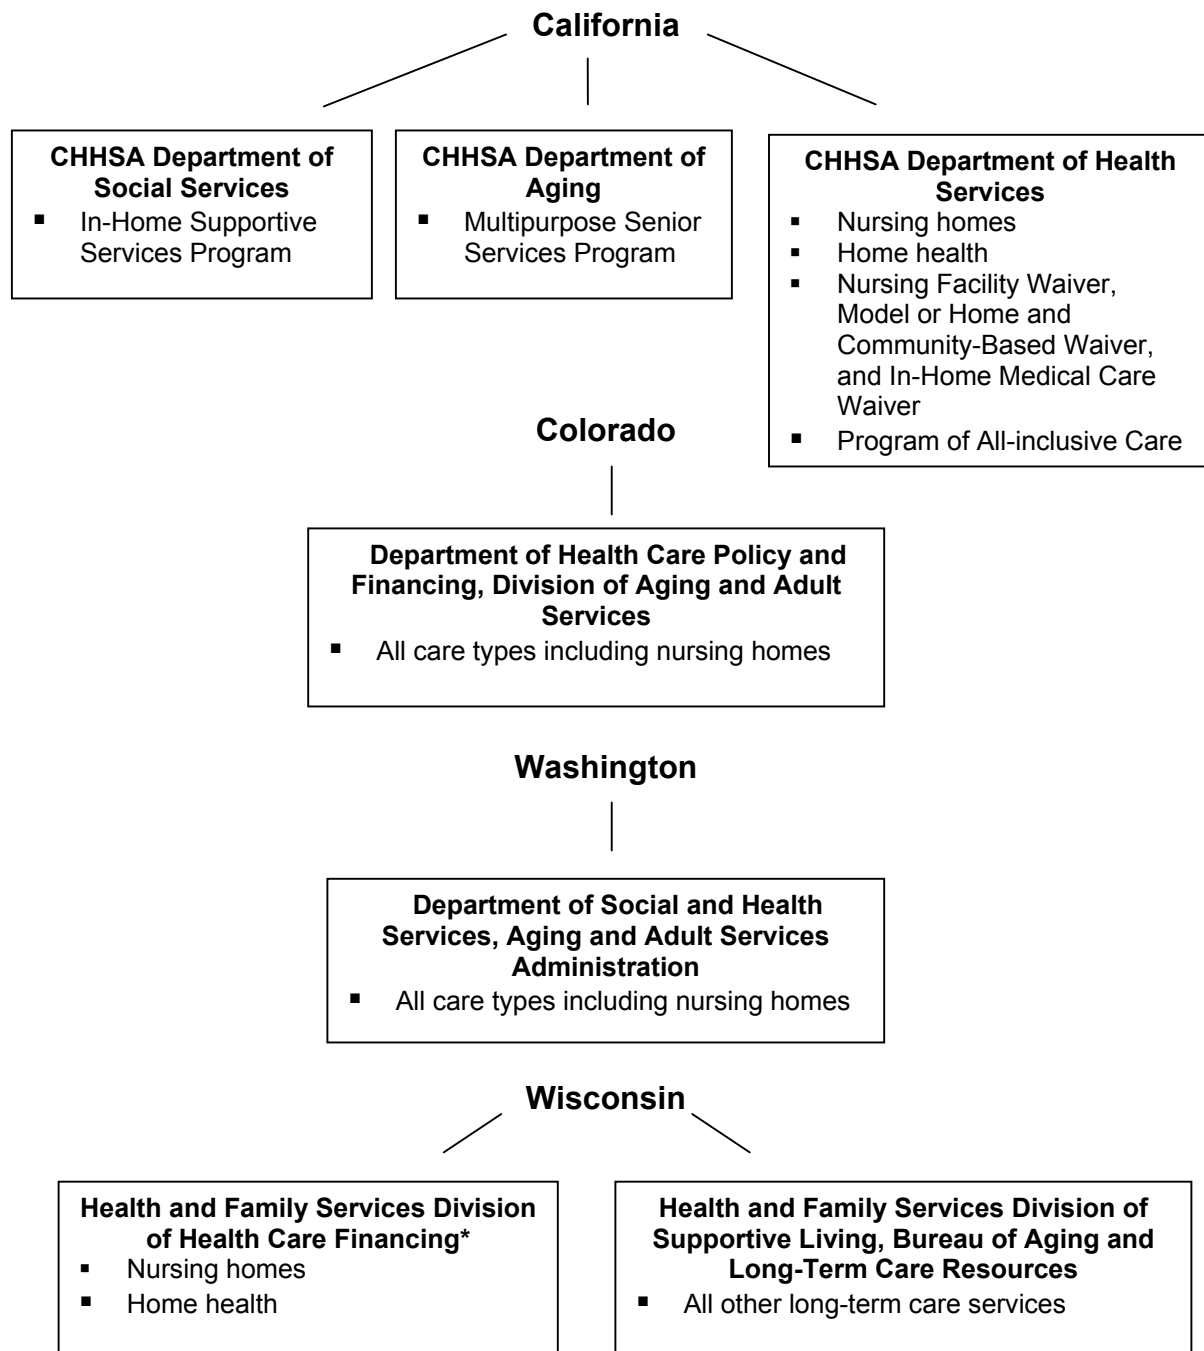 California
CHHSA Department of
Social Services
▪ In-Home Supportive
Services Program
CHHSA Department of
Aging
▪ Multipurpose Senior
Services Program
CHHSA Department of Health
Services
▪ Nursing homes
▪ Home health
▪ Nursing Facility Waiver,
Model or Home and
Community-Based Waiver,
and In-Home Medical Care
Waiver
▪ Program of All-inclusive Care
Colorado
Department of Health Care Policy and
Financing, Division of Aging and Adult
Services
▪ All care types including nursing homes
Washington
Department of Social and Health
Services, Aging and Adult Services
Administration
▪ All care types including nursing homes
Wisconsin
Health and Family Services Division
of Health Care Financing*
▪ Nursing homes
▪ Home health
Health and Family Services Division of
Supportive Living, Bureau of Aging and
Long-Term Care Resources
▪ All other long-term care services